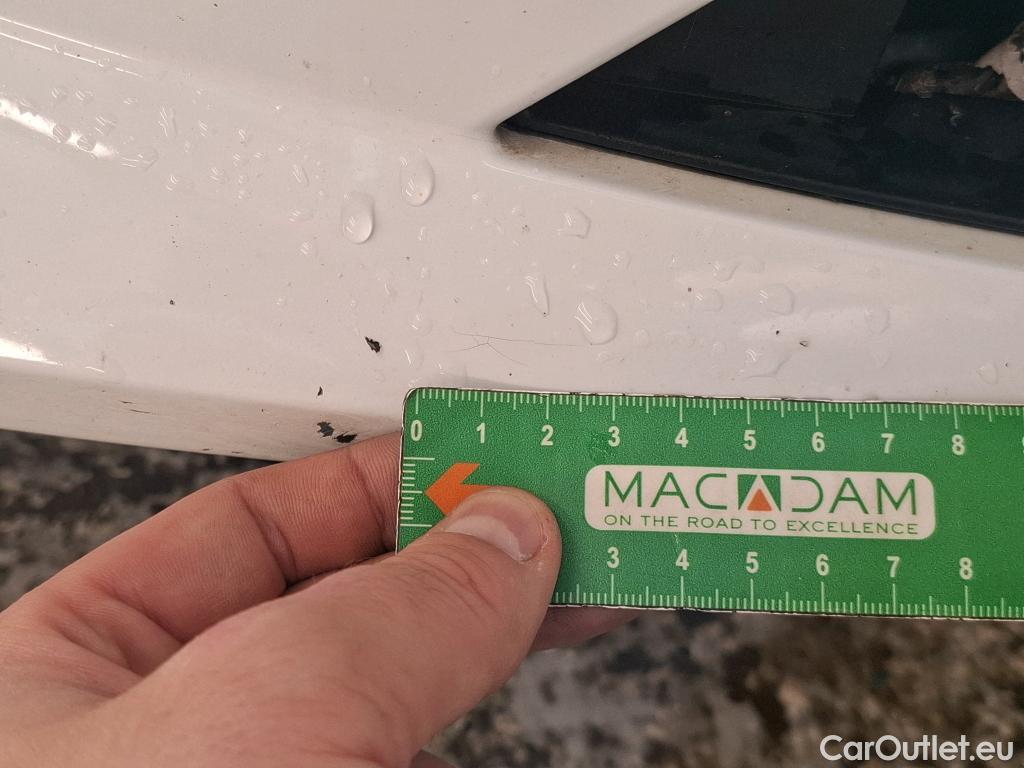 0 1 2 3 4 5 6 7 8
MACADAM
ON THE ROAD TO EXCELLENCE
3 4 5 6 7 8
CarOutlet.eu